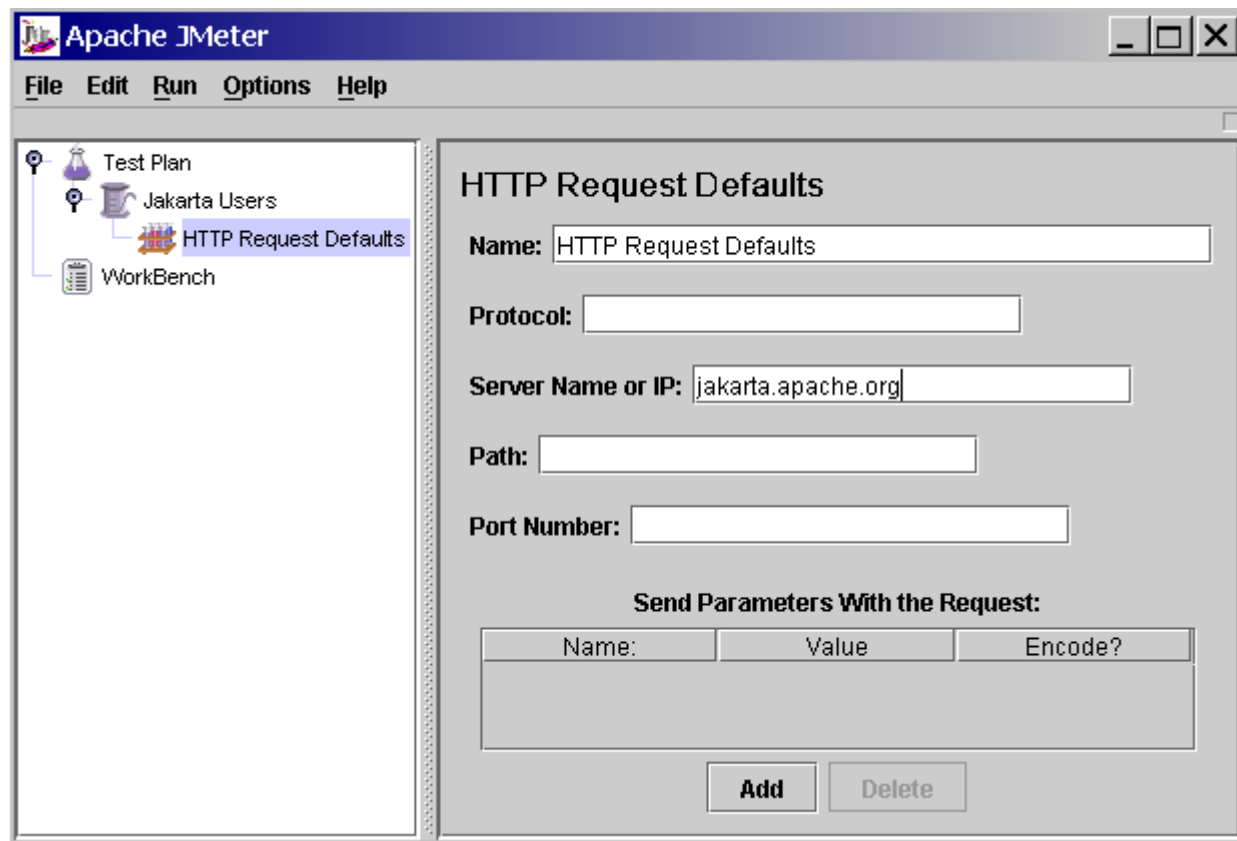 Apache JMeter
File Edit Run Options Help
Test Plan
Jakarta Users
HTTP Request Defaults
WorkBench
HTTP Request Defaults
Name: HTTP Request Defaults
Protocol:
Server Name or IP: jakarta.apache.org
Path:
Port Number:
Send Parameters With the Request:
Name: Value Encode?
Add Delete